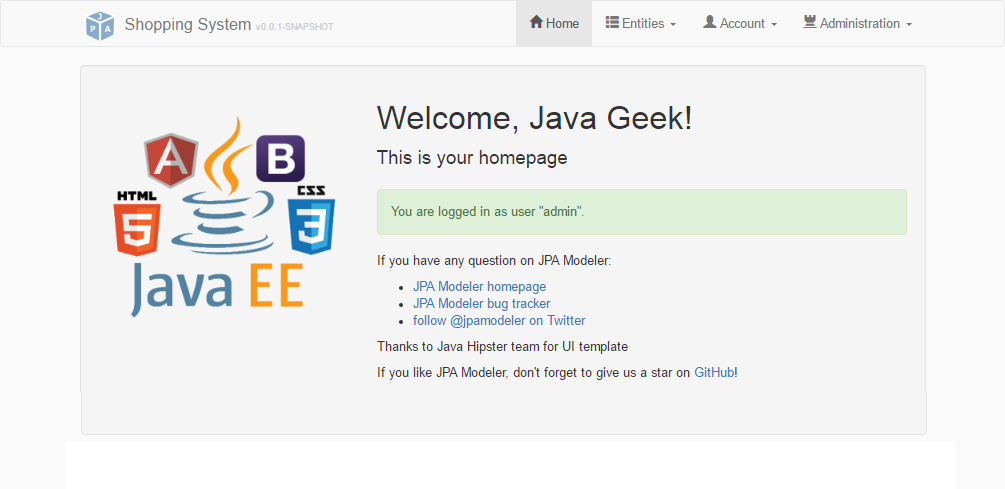 J P A
Shopping System v0.0.1-SNAPSHOT
Home
Entities
Account
Administration
Welcome, Java Geek!
This is your homepage
You are logged in as user "admin".
If you have any question on JPA Modeler:
JPA Modeler homepage
JPA Modeler bug tracker
follow @jpamodeler on Twitter
Thanks to Java Hipster team for UI template
If you like JPA Modeler, don't forget to give us a star on GitHub!
A
B
HTML
5
CSS
3
Java EE